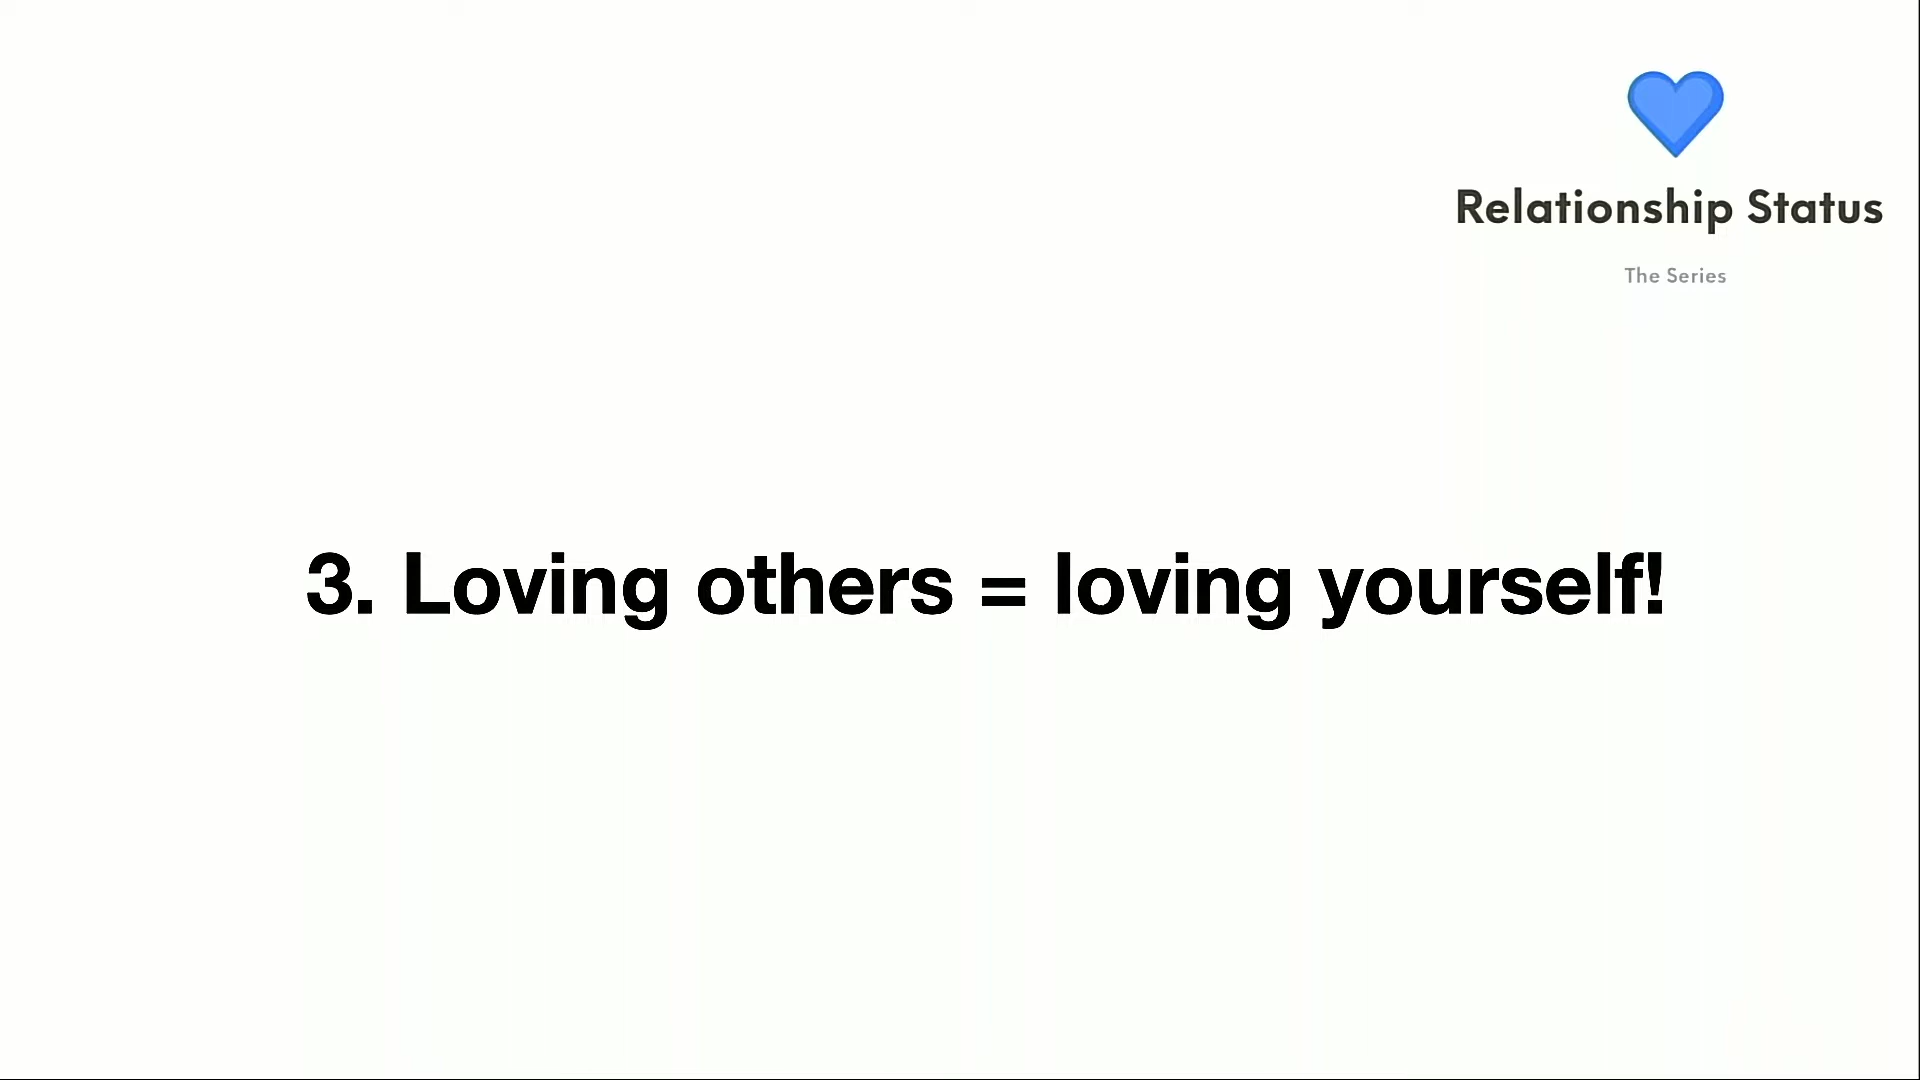 Relationship Status
The Series
3. Loving others = loving yourself!